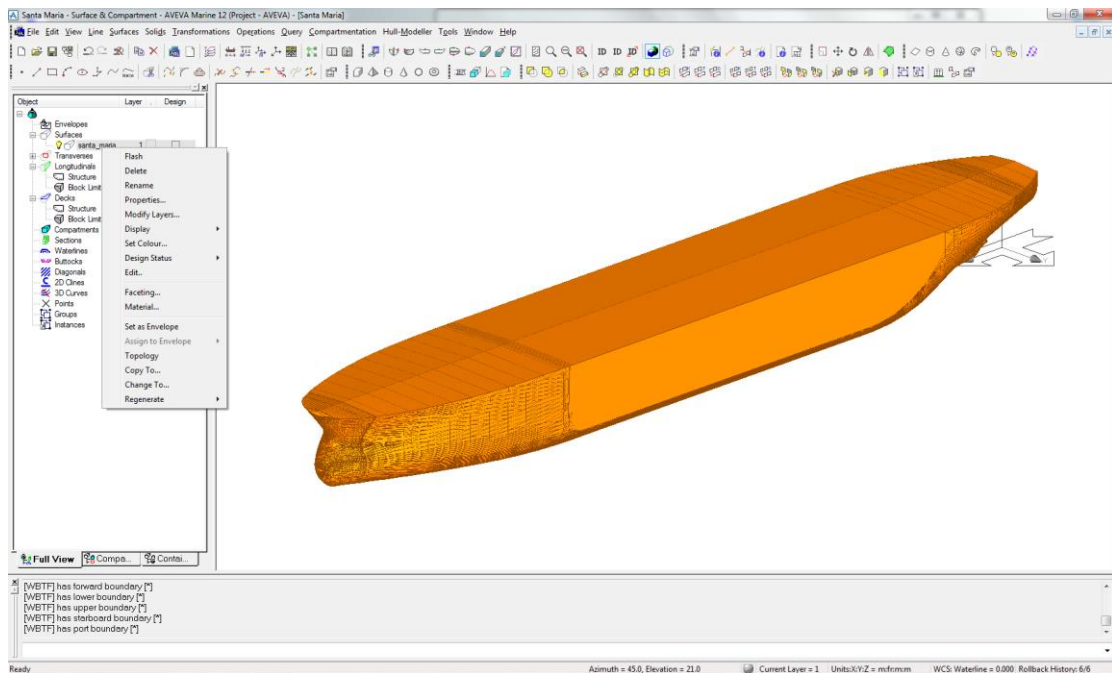 Santa Maria - Surface & Compartment - AVEVA Marine 12 (Project - AVEVA) - [Santa Maria]
File Edit View Line Surfaces Solids Transformations Operations Query Compartmentation Hull-Modeller Tools Window Help
ID ID
Object Layer Design
Envelopes
Surfaces
santa_maria 1
Transverses
Longitudinals
Structure
Block Limit
Decks
Structure
Block Limit
Compartments
Sections
Waterlines
Buttocks
Diagonals
2D Clines
3D Curves
Points
Groups
Instances
Flash
Delete
Rename
Properties...
Modify Layers...
Display
Set Colour...
Design Status
Edit..
Faceting...
Material...
Set as Envelope
Assign to Envelope
Topology
Copy To...
Change To...
Regenerate
Y
Full View Compa... Contai...
[WBTF] has forward boundary [*]
[WBTF] has lower boundary [*]
[WBTF] has upper boundary [*]
[WBTF] has starboard boundary [*]
[WBTF] has port boundary [*]
Ready Azimuth = 45.0, Elevation = 21.0 Current Layer = 1 Units:X:Y:Z = m:fr:m:m WCS: Waterline = 0.000 Rollback History: 6/6